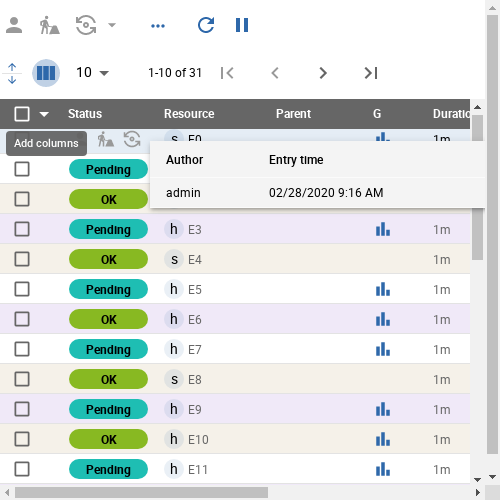 10
1-10 of 31
Status Resource Parent G Duratio
s E0 1m
Add columns
Author Entry time
Pending
admin 02/28/2020 9:16 AM
OK
Pending h E3 1m
OK s E4 1m
Pending h E5 1m
OK h E6 1m
Pending h E7 1m
OK s E8 1m
Pending h E9 1m
OK h E10 1m
Pending h E11 1m